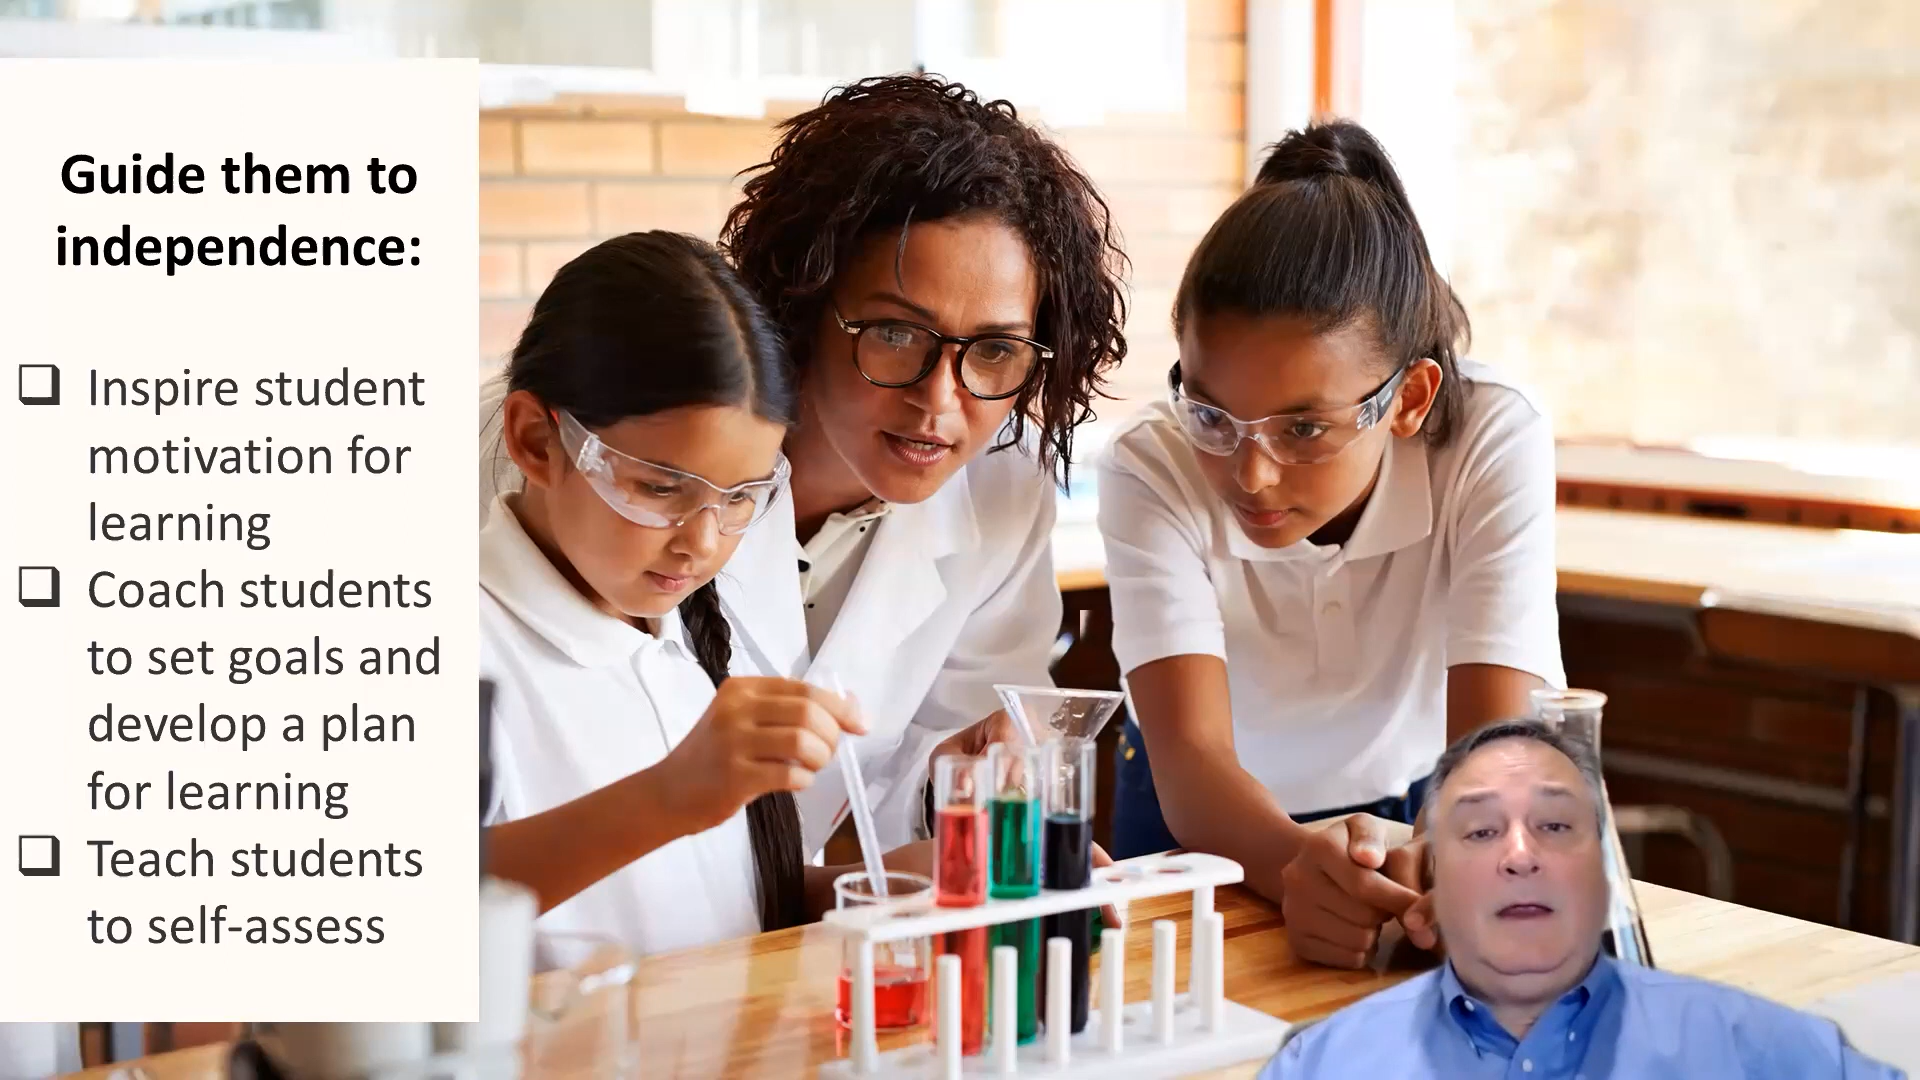 Guide them to
independence:
❑ Inspire student
motivation for
learning
❑ Coach students
to set goals and
develop a plan
for learning
❑ Teach students
to self-assess